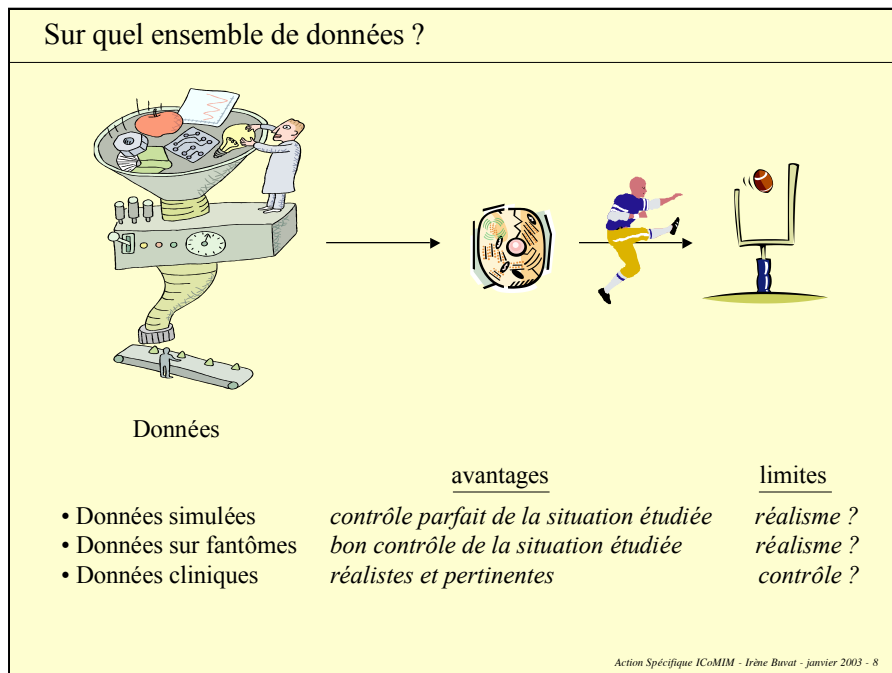 Sur quel ensemble de données ?
Données
avantages limites
• Données simulées contrôle parfait de la situation étudiée réalisme ?
• Données sur fantômes bon contrôle de la situation étudiée réalisme ?
• Données cliniques réalistes et pertinentes contrôle ?
Action Spécifique ICoMIM - Irène Buvat - janvier 2003 - 8